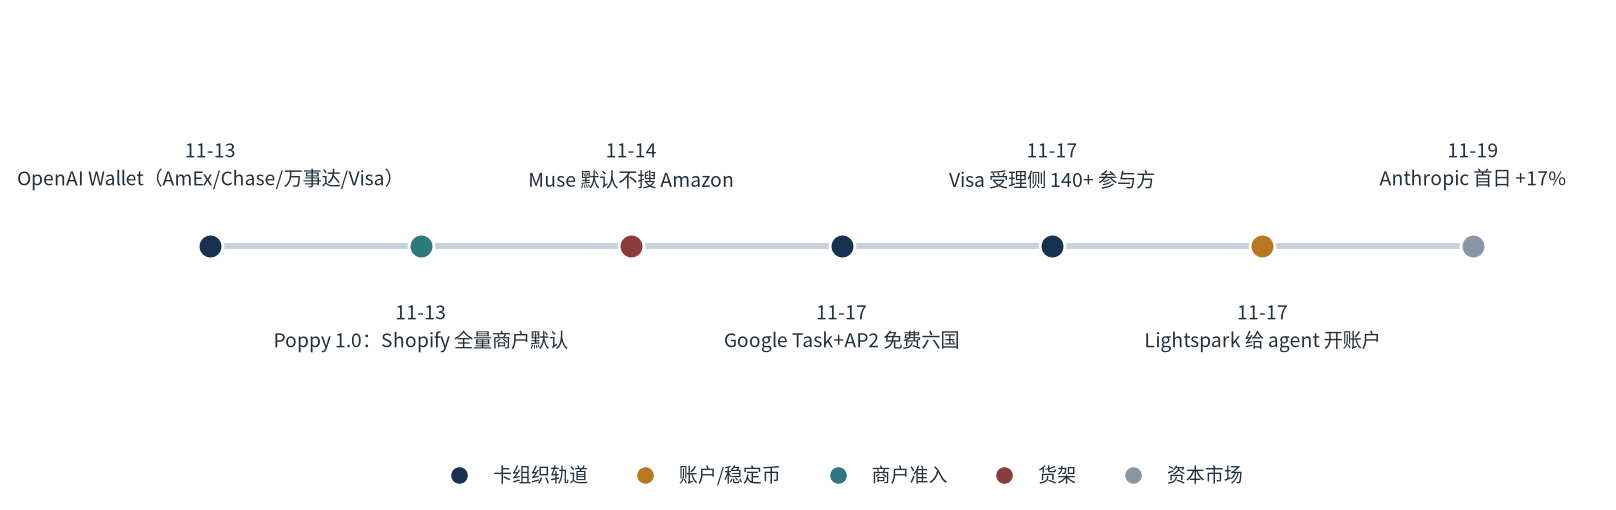 11-13
OpenAI Wallet（AmEx/Chase/万事达/Visa）
11-13
Poppy 1.0：Shopify 全量商户默认
11-14
Muse 默认不搜 Amazon
11-17
Google Task+AP2 免费六国
11-17
Visa 受理侧 140+ 参与方
11-17
Lightspark 给 agent 开账户
11-19
Anthropic 首日 +17%
卡组织轨道
账户/稳定币
商户准入
货架
资本市场